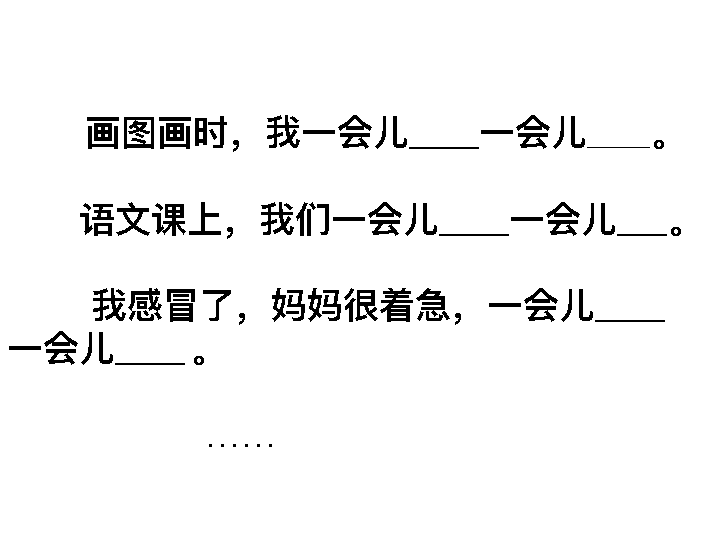 画图画时，我一会儿____一会儿____。
语文课上，我们一会儿____一会儿___。
我感冒了，妈妈很着急，一会儿____
一会儿____。
……